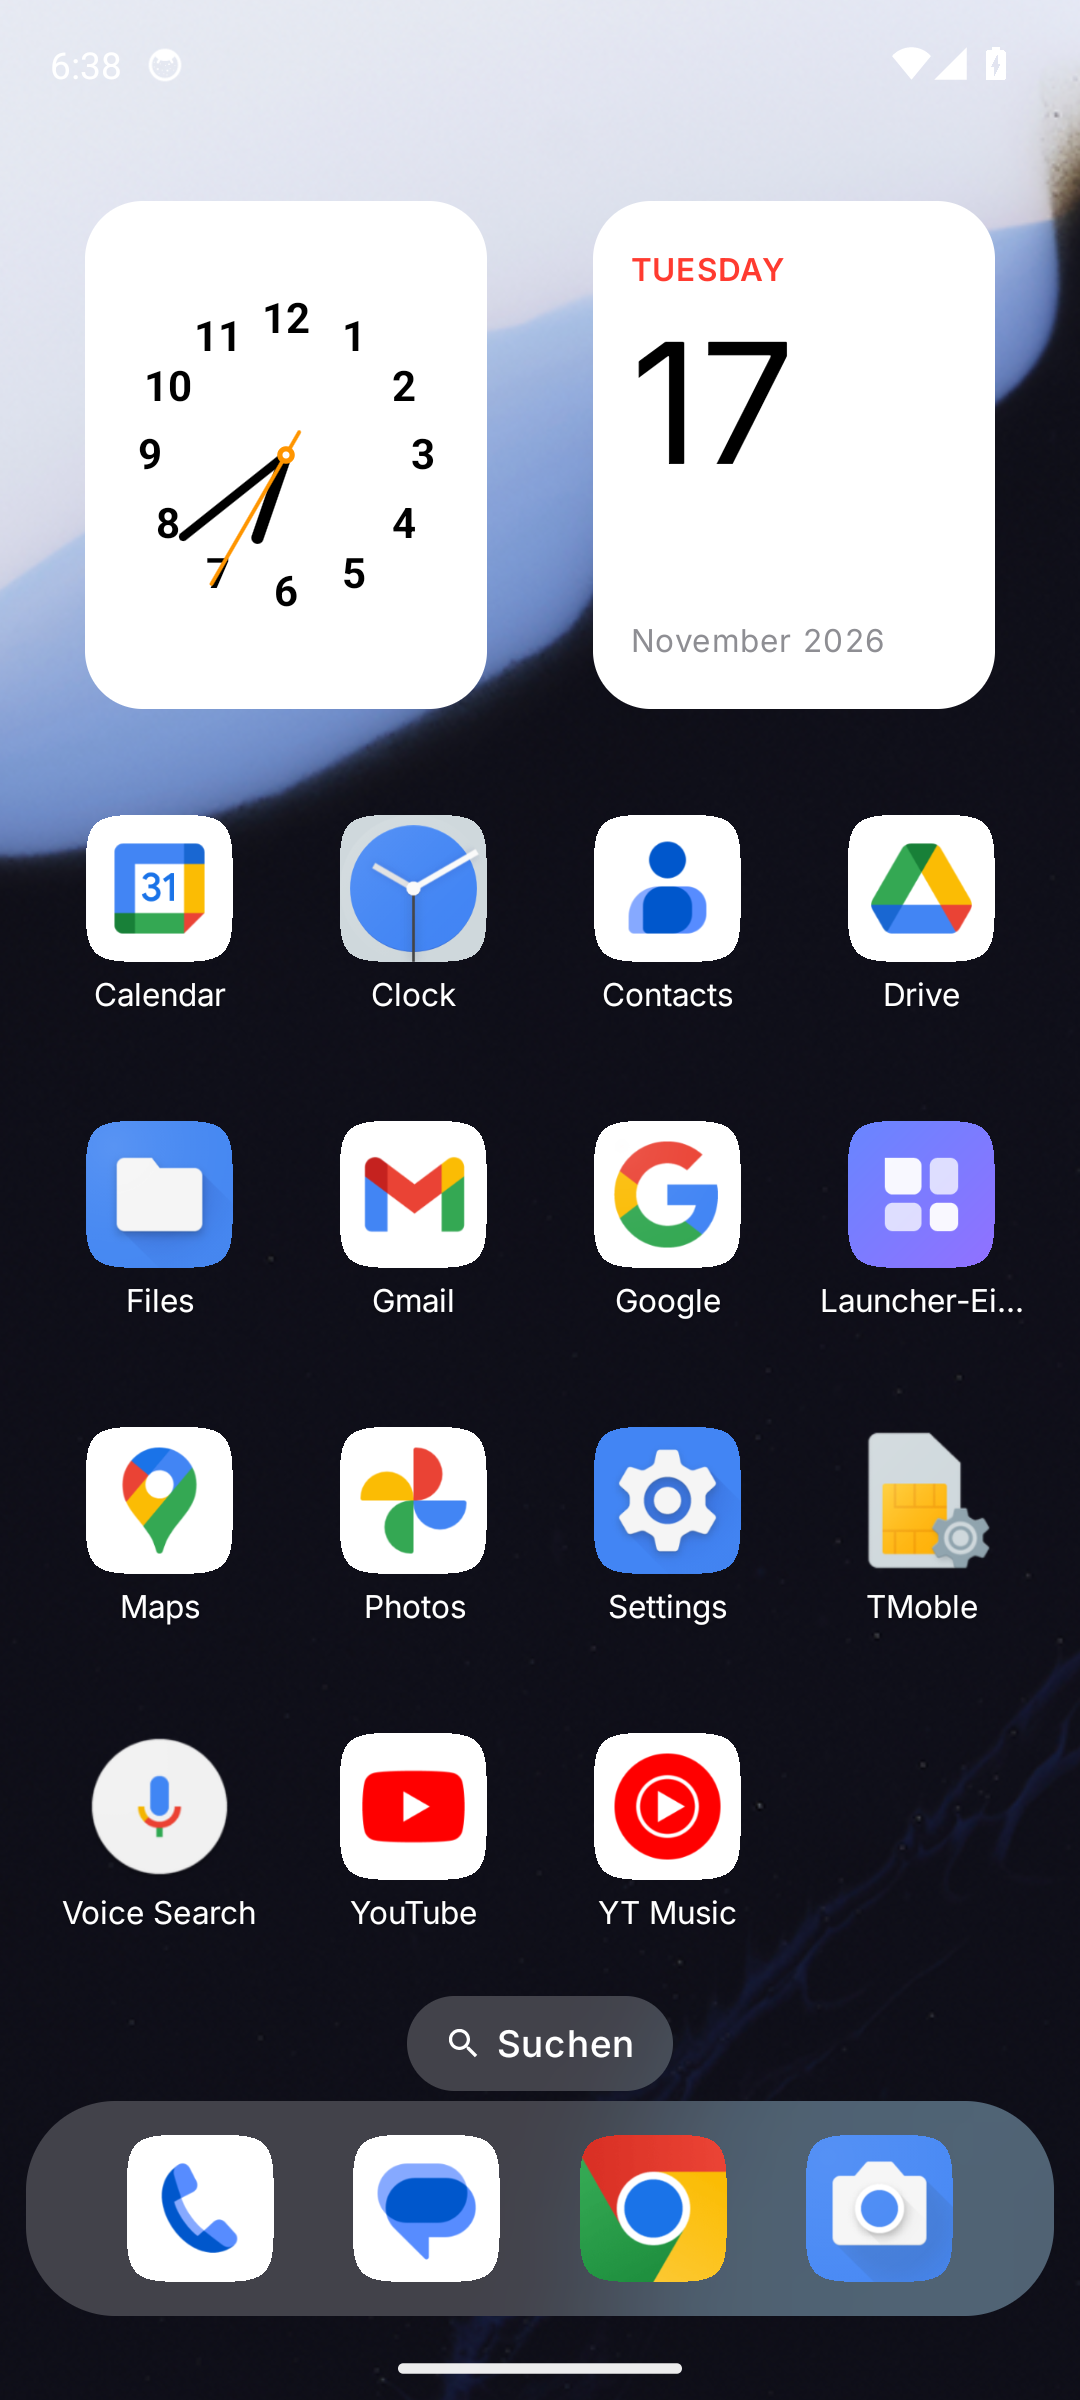 6:38
12
11
1
10
2
9
3
8
4
7
6
5
TUESDAY
17
November 2026
31
Calendar
Clock
Contacts
Drive
Files
Gmail
Google
Launcher-Ei...
Maps
Photos
Settings
TMoble
Voice Search
YouTube
YT Music
Suchen